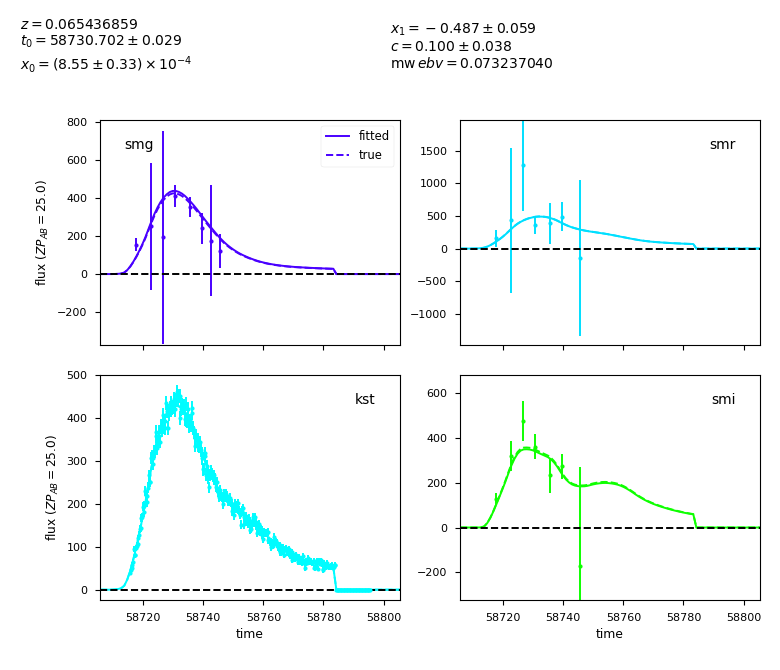 z = 0.065436859
t₀ = 58730.702 ± 0.029
x₀ = (8.55 ± 0.33) × 10⁻⁴
x₁ = − 0.487 ± 0.059
c = 0.100 ± 0.038
mw ebv = 0.073237040
800
600
400
200
0
−200
flux (ZP_AB = 25.0)
smg
fitted
true
1500
1000
500
0
−500
−1000
smr
500
400
300
200
100
0
flux (ZP_AB = 25.0)
kst
58720 58740 58760 58780 58800
time
600
400
200
0
−200
smi
58720 58740 58760 58780 58800
time